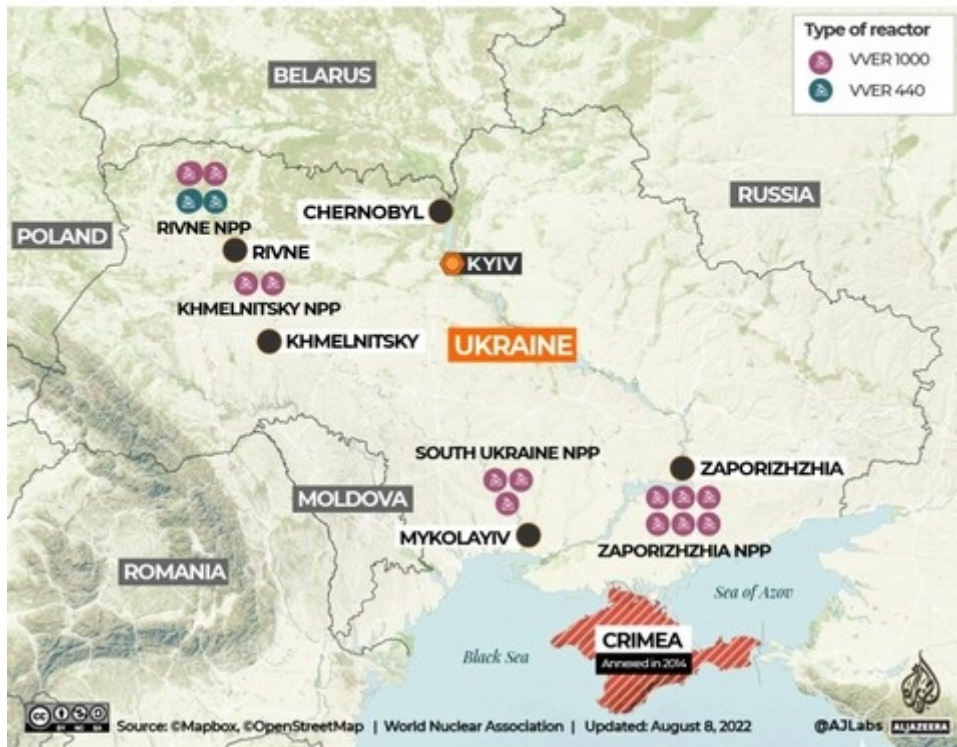 Type of reactor
VVER 1000
VVER 440
BELARUS
RUSSIA
POLAND
RIVNE NPP
RIVNE
CHERNOBYL
KYIV
KHMELNITSKY NPP
KHMELNITSKY
UKRAINE
SOUTH UKRAINE NPP
ZAPORIZHZHIA
MOLDOVA
MYKOLAYIV
ZAPORIZHZHIA NPP
ROMANIA
Sea of Azov
CRIMEA
Annexed in 2014
Black Sea
Source: ©Mapbox, ©OpenStreetMap | World Nuclear Association | Updated: August 8, 2022
@AJLabs
ALJAZEERA